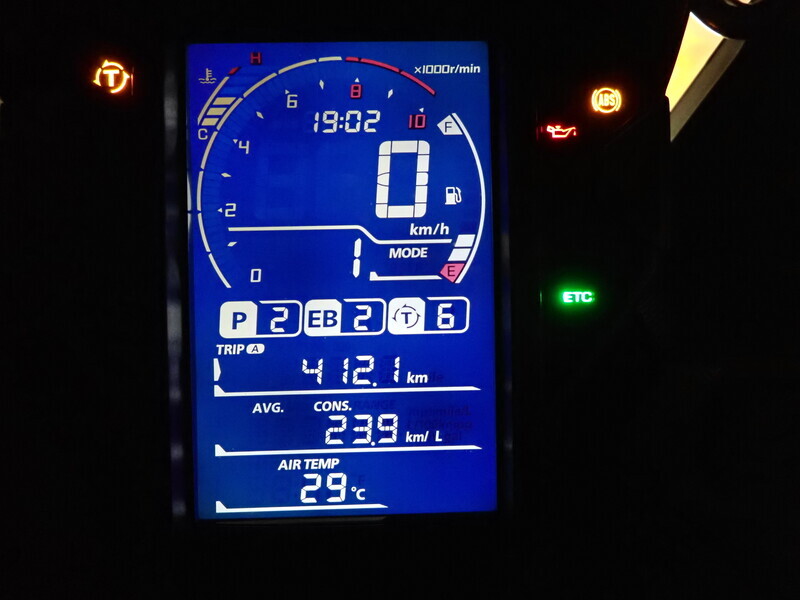 T
H
×1000r/min
ABS
8
6
19:02
10
F
C
4
0
2
km/h
1
MODE
E
0
ETC
P 2 EB 2 T 6
TRIP A
412.1 km
AVG. CONS.
23.9 km/ L
AIR TEMP
29 °C